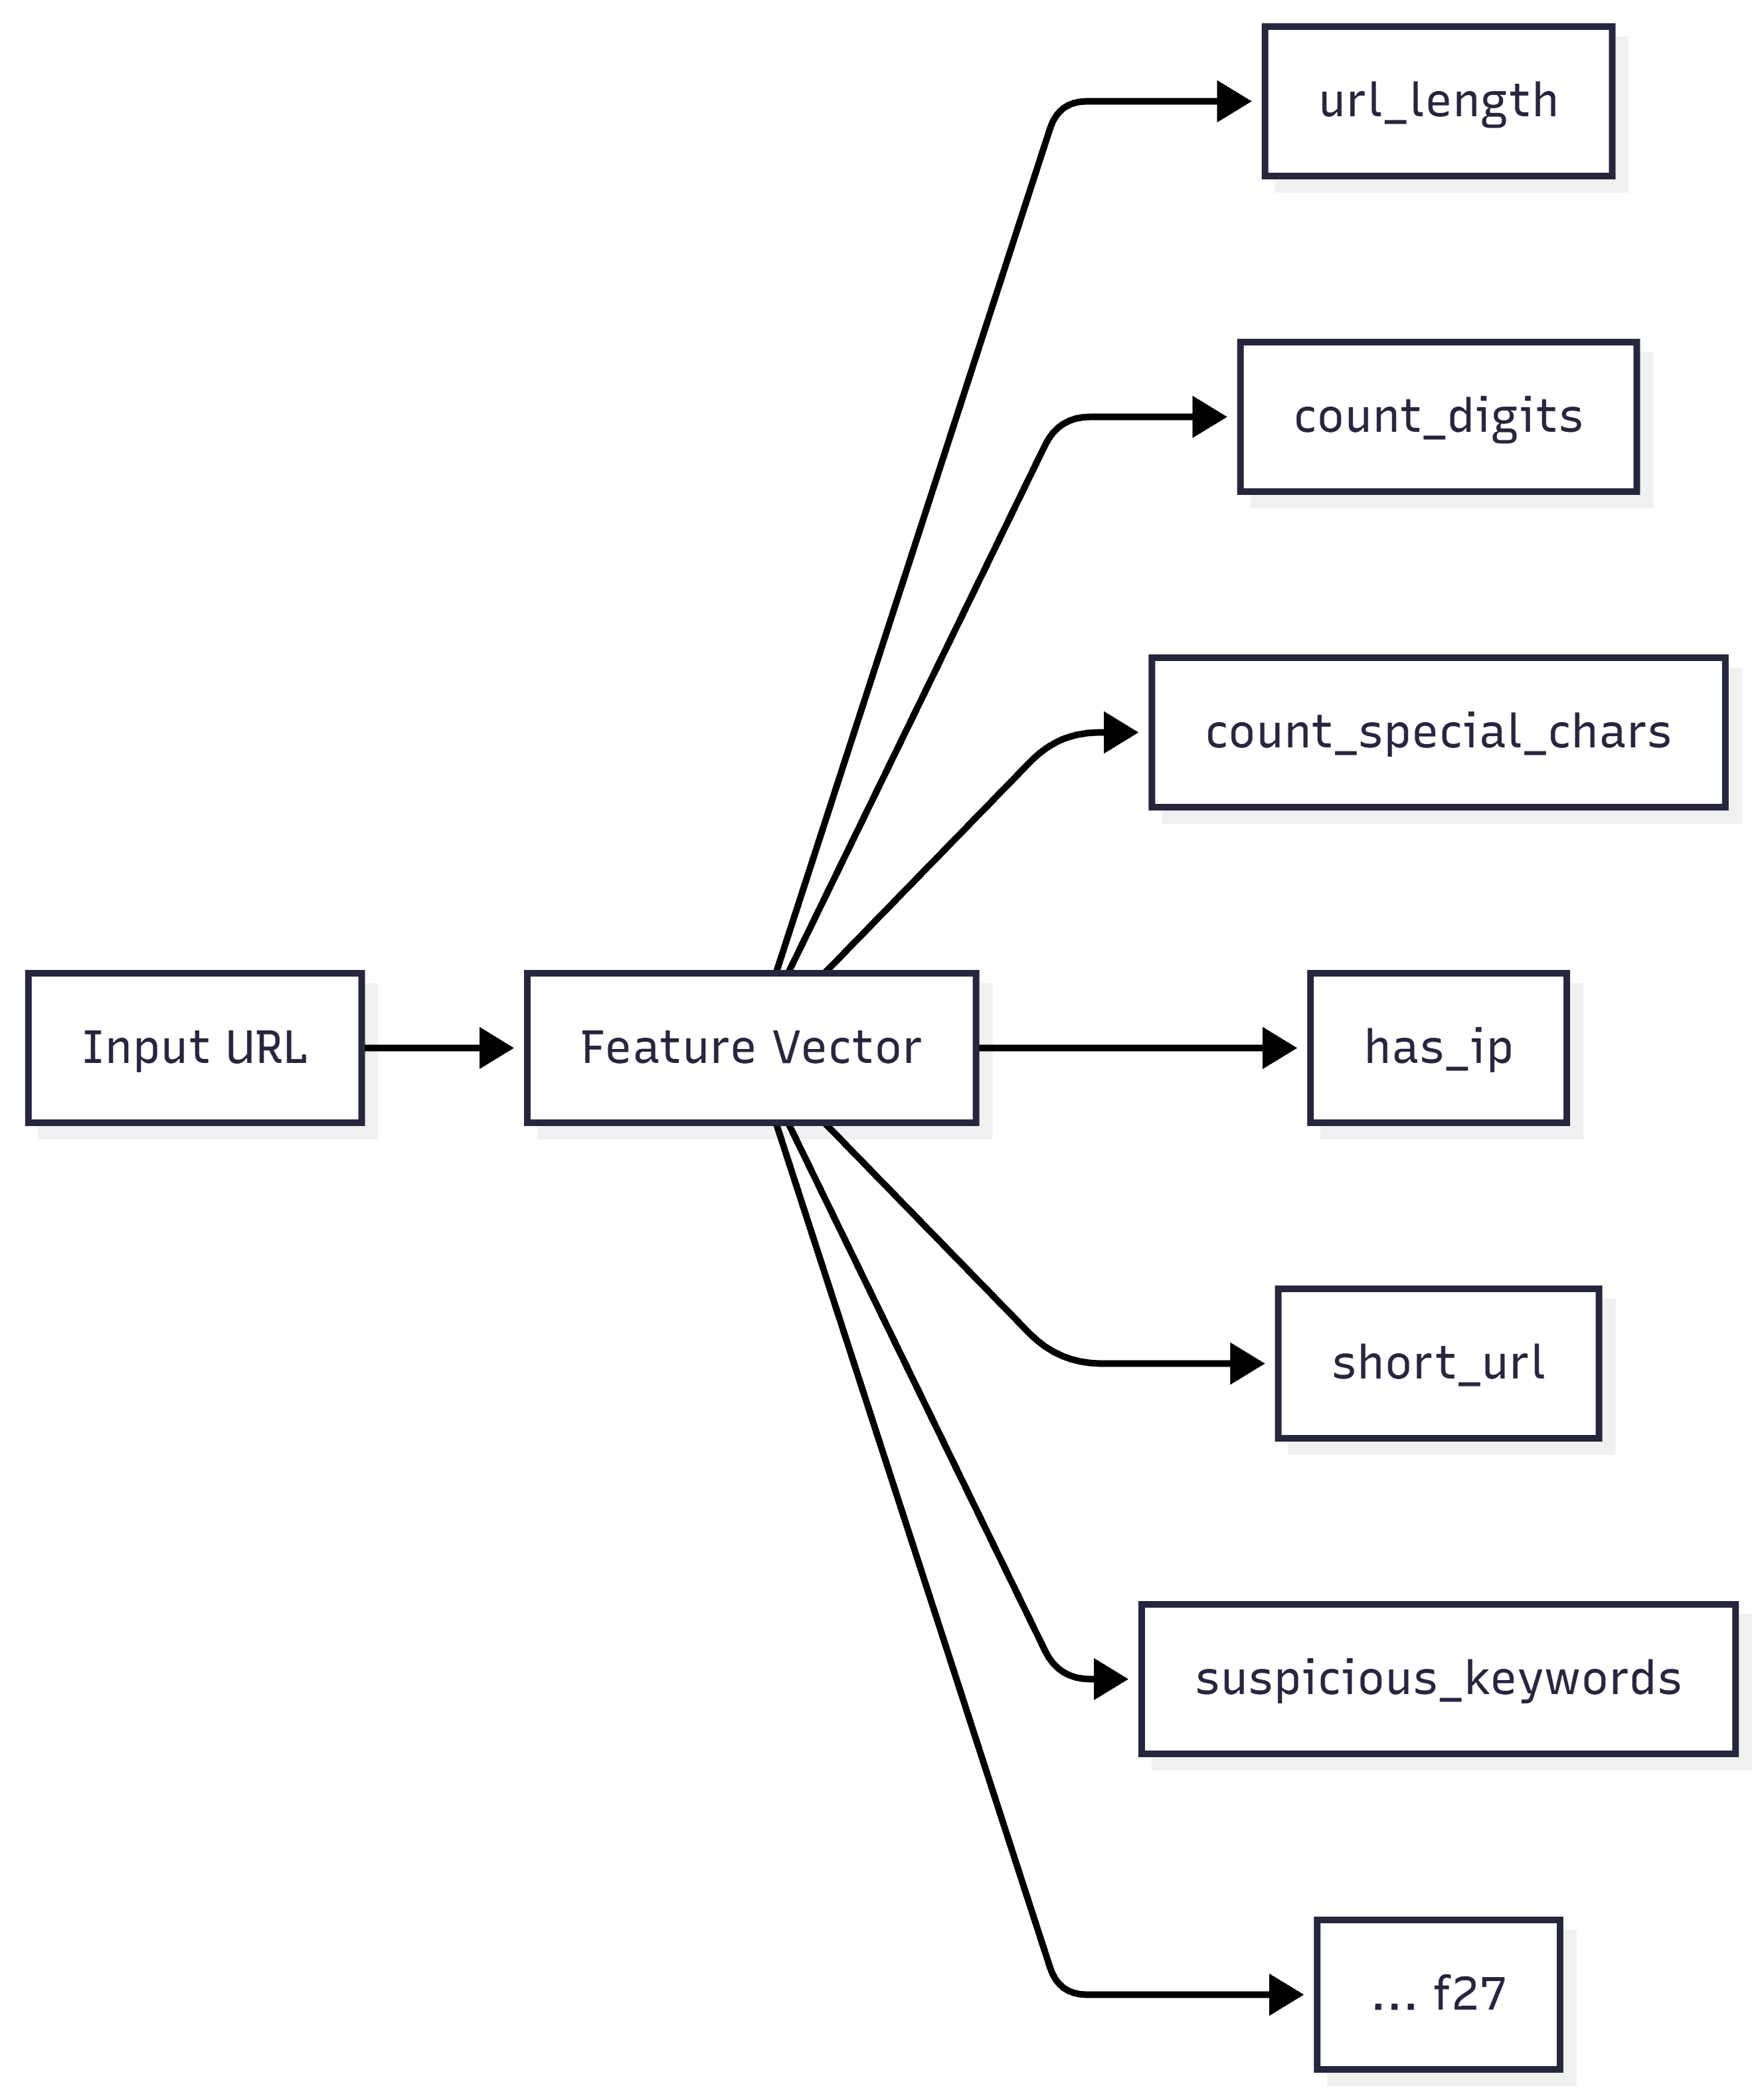 url_length
count_digits
count_special_chars
Input URL
Feature Vector
has_ip
short_url
suspicious_keywords
... f27